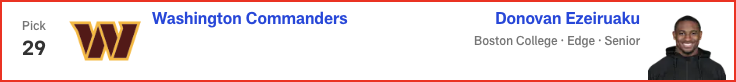 Pick
29
Washington Commanders
Donovan Ezeiruaku
Boston College · Edge · Senior